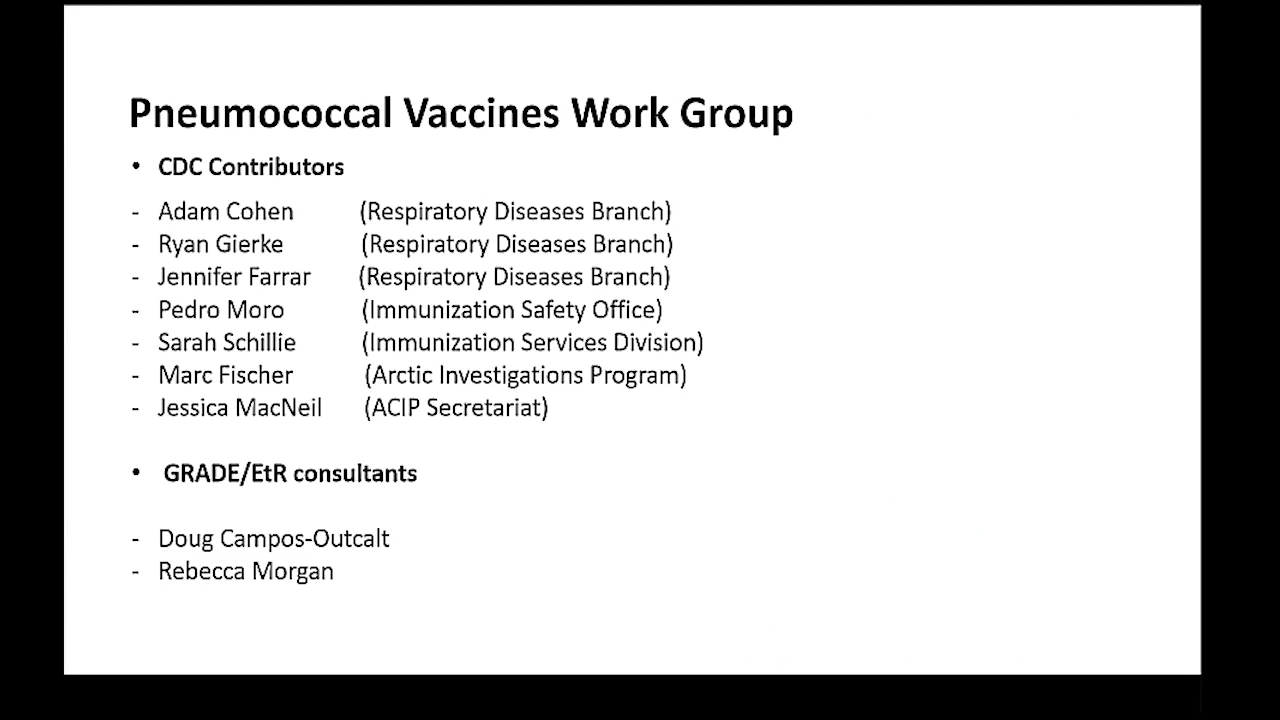 Pneumococcal Vaccines Work Group
• CDC Contributors
- Adam Cohen (Respiratory Diseases Branch)
- Ryan Gierke (Respiratory Diseases Branch)
- Jennifer Farrar (Respiratory Diseases Branch)
- Pedro Moro (Immunization Safety Office)
- Sarah Schillie (Immunization Services Division)
- Marc Fischer (Arctic Investigations Program)
- Jessica MacNeil (ACIP Secretariat)
• GRADE/EtR consultants
- Doug Campos-Outcalt
- Rebecca Morgan